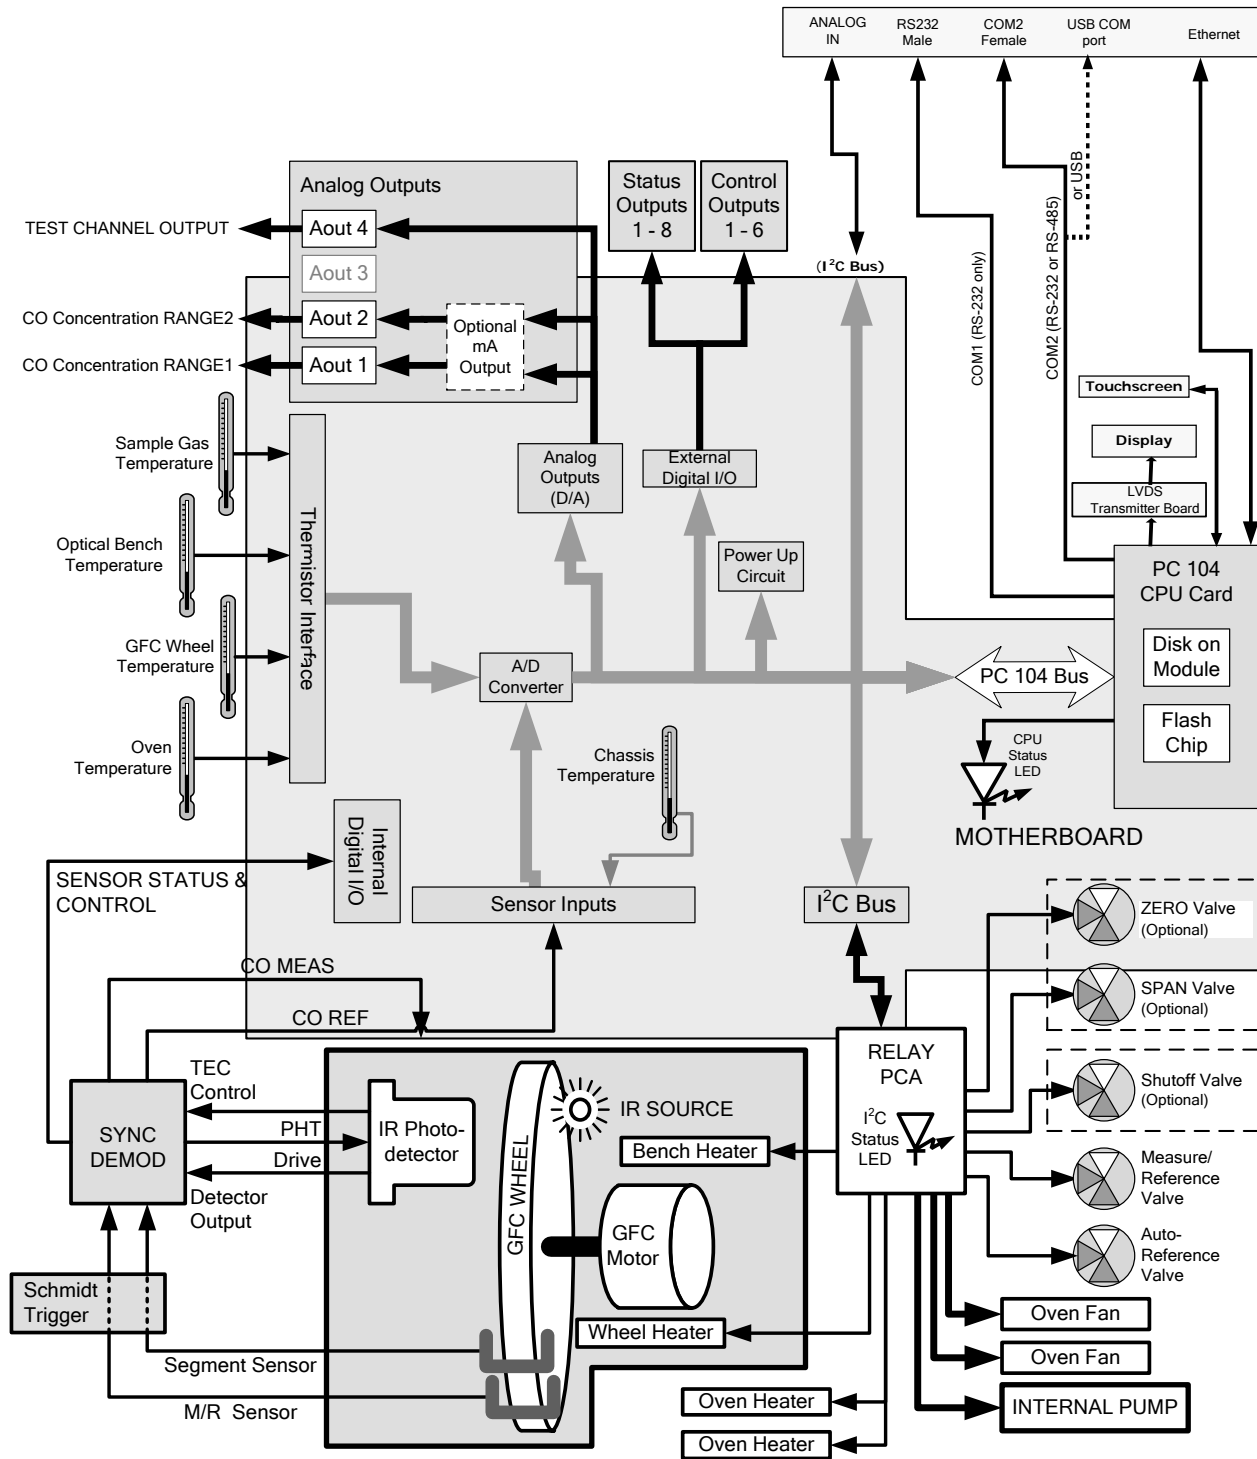 ANALOG
IN
RS232
Male
COM2
Female
USB COM
port
Ethernet
or USB
COM1 (RS-232 only)
COM2 (RS-232 or RS-485)
Analog Outputs
Status
Outputs
1 - 8
Control
Outputs
1 - 6
TEST CHANNEL OUTPUT
Aout 4
Aout 3
CO Concentration RANGE2
Aout 2
CO Concentration RANGE1
Aout 1
Optional
mA
Output
(I²C Bus)
Touchscreen
Display
LVDS
Transmitter Board
Sample Gas
Temperature
Optical Bench
Temperature
GFC Wheel
Temperature
Oven
Temperature
Thermistor Interface
Analog
Outputs
(D/A)
External
Digital I/O
Power Up
Circuit
A/D
Converter
PC 104 Bus
PC 104
CPU Card
Disk on
Module
Flash
Chip
CPU
Status
LED
MOTHERBOARD
Chassis
Temperature
Internal
Digital I/O
Sensor Inputs
I²C Bus
SENSOR STATUS &
CONTROL
CO MEAS
CO REF
ZERO Valve
(Optional)
SPAN Valve
(Optional)
Shutoff Valve
(Optional)
Measure/
Reference
Valve
Auto-
Reference
Valve
RELAY
PCA
I²C
Status
LED
SYNC
DEMOD
TEC
Control
PHT
Drive
Detector
Output
IR Photo-
detector
GFC WHEEL
IR SOURCE
Bench Heater
GFC
Motor
Wheel Heater
Schmidt
Trigger
Segment Sensor
M/R  Sensor
Oven Heater
Oven Heater
Oven Fan
Oven Fan
INTERNAL PUMP